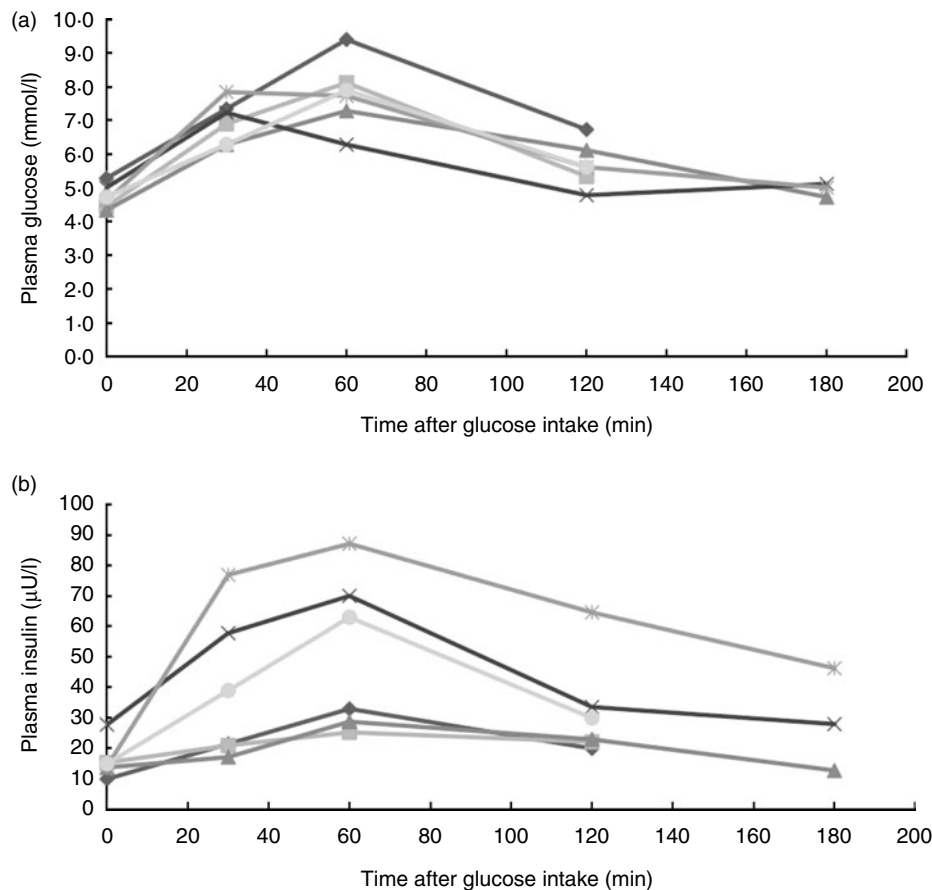 (a)
10·0
9·0
8·0
7·0
6·0
5·0
4·0
3·0
2·0
1·0
0·0
Plasma glucose (mmol/l)
0 20 40 60 80 100 120 140 160 180 200
Time after glucose intake (min)
(b)
100
90
80
70
60
50
40
30
20
10
0
Plasma insulin (μU/l)
0 20 40 60 80 100 120 140 160 180 200
Time after glucose intake (min)